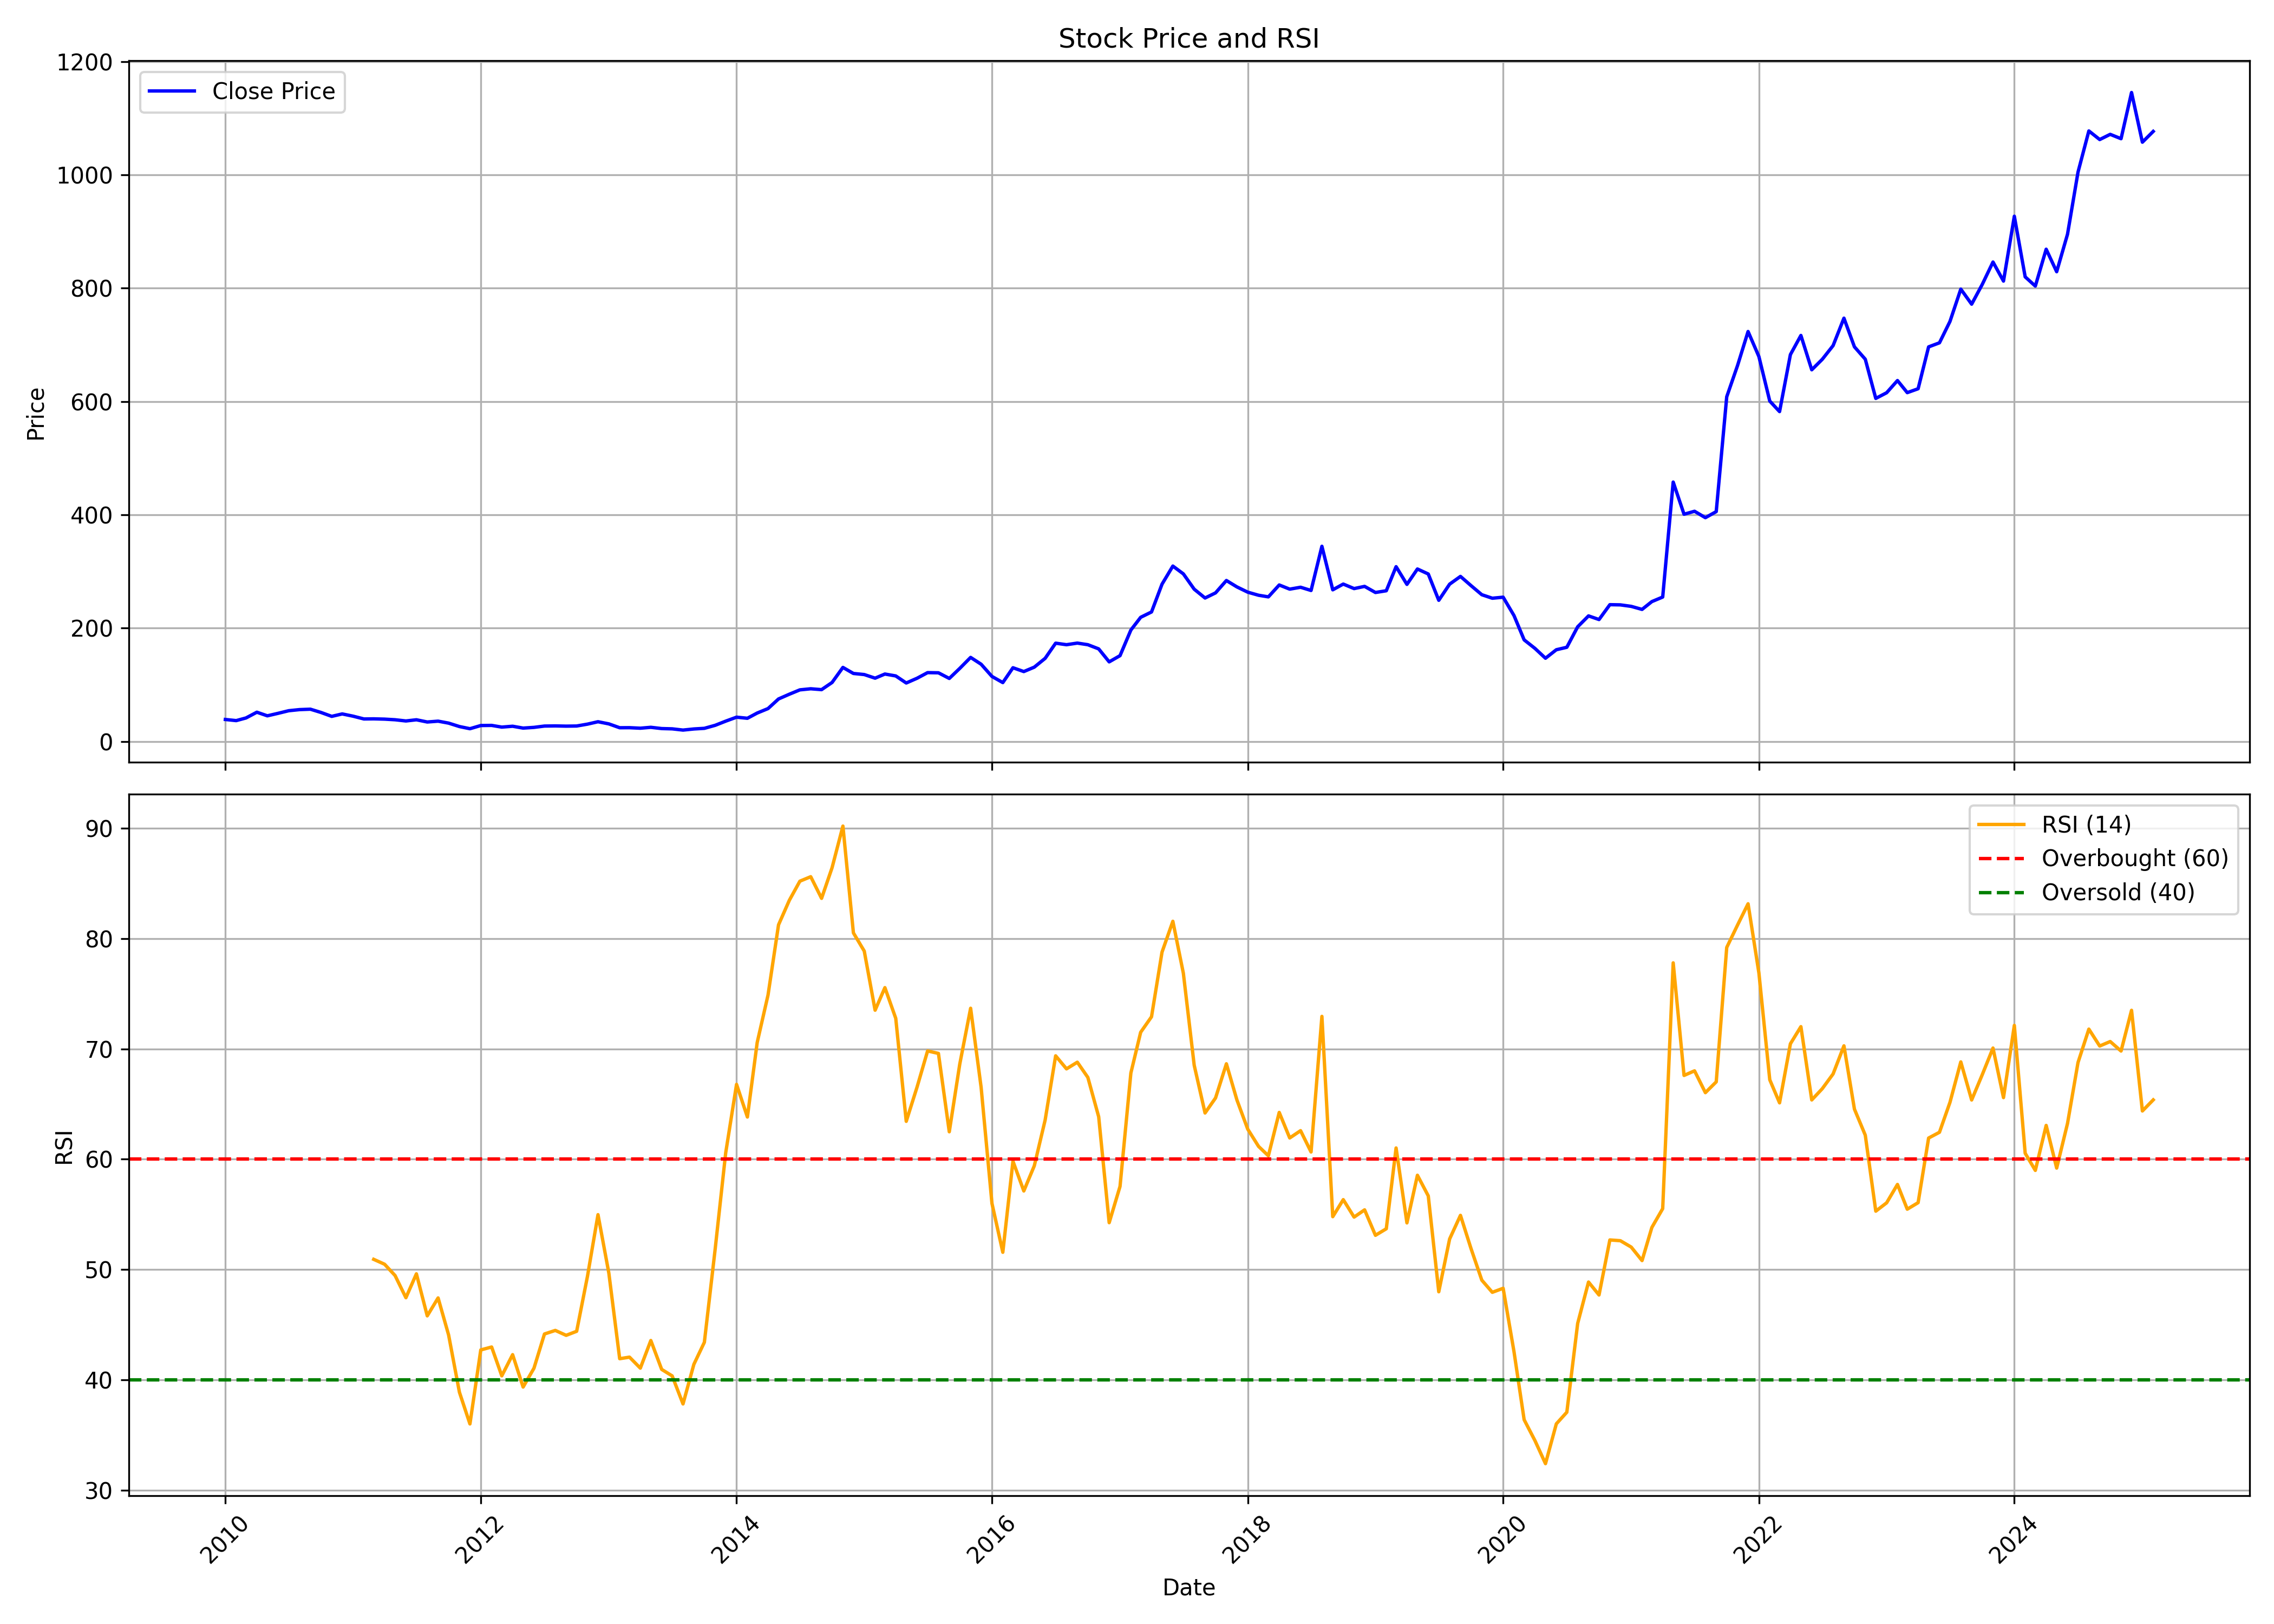 Stock Price and RSI
1200
1000
800
600
400
200
0
Price
Close Price
90
80
70
60
50
40
30
RSI
RSI (14)
Overbought (60)
Oversold (40)
2010
2012
2014
2016
2018
2020
2022
2024
Date